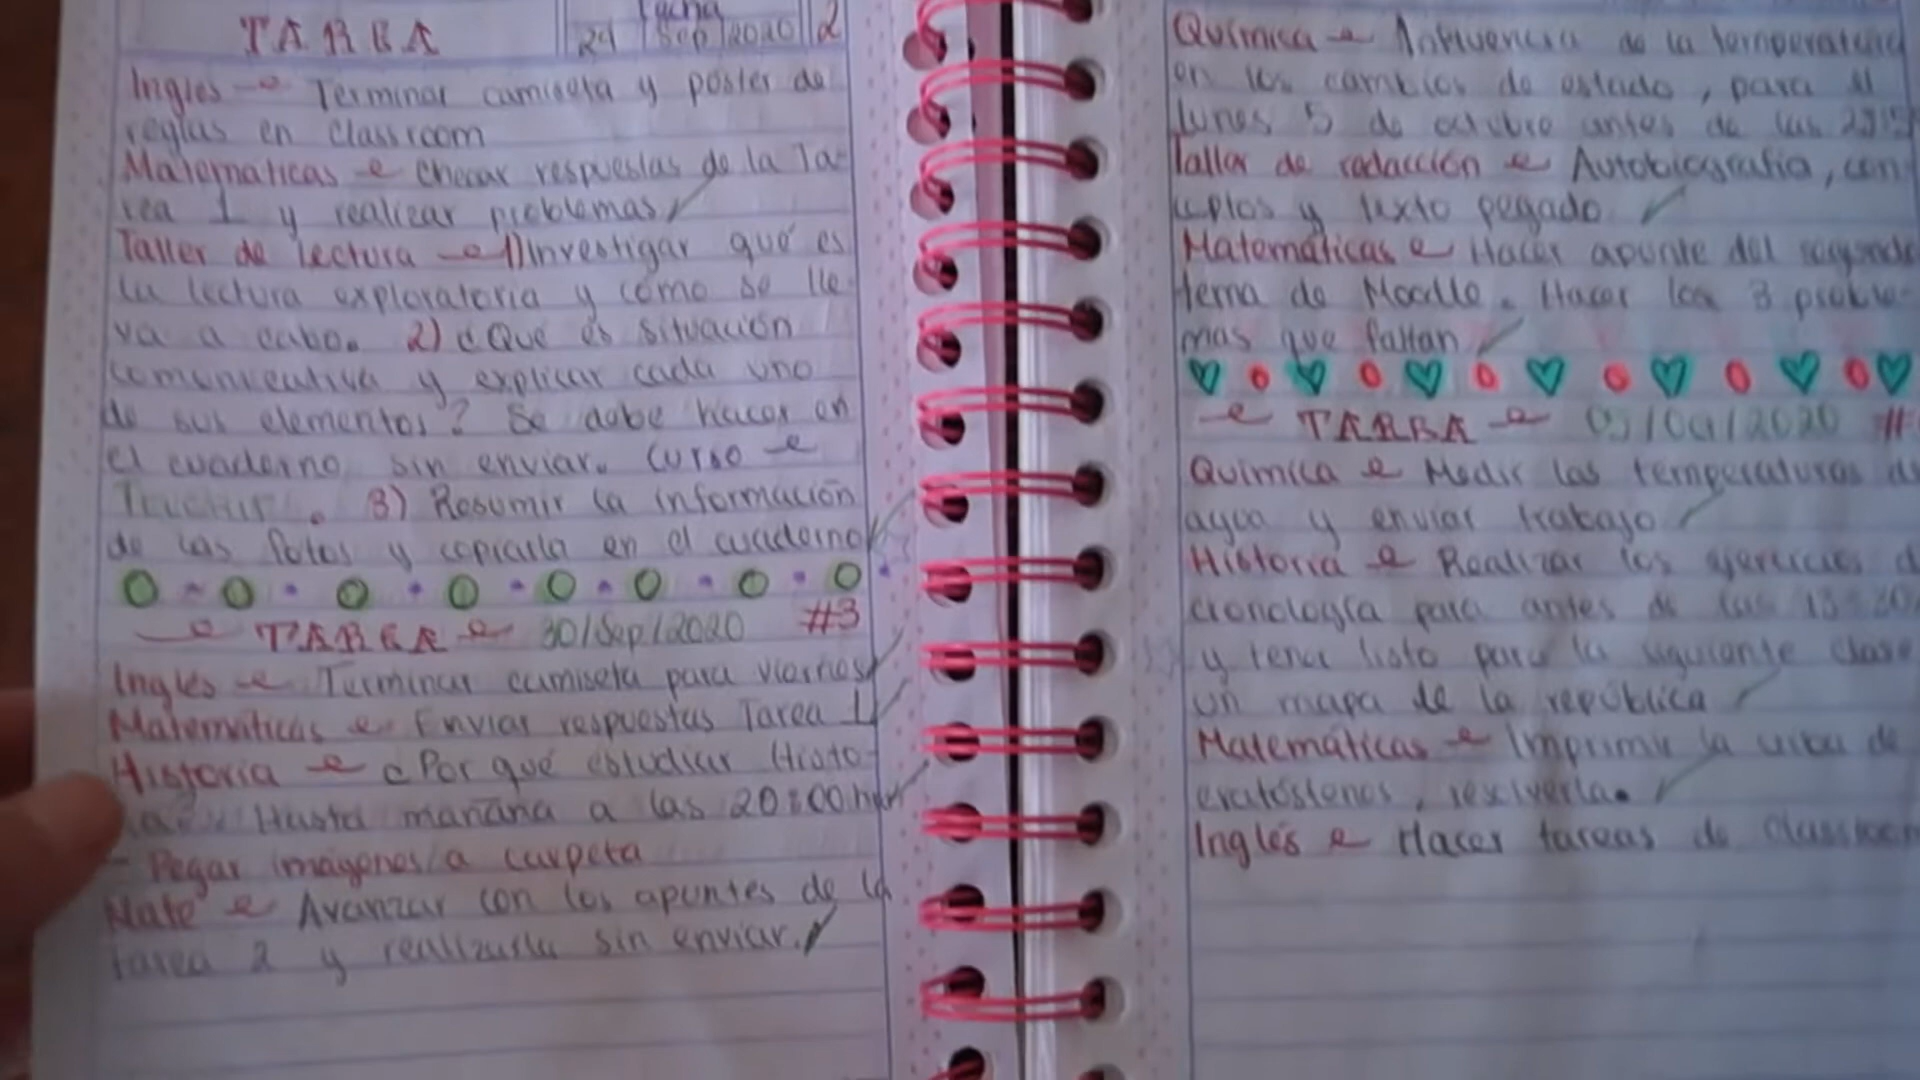 TAREA
Fecha
24 Sep 2020 2
Ingles Terminar camiseta y poster de
reglas en classroom
Matematicas Checar respuestas de la Ta-
rea 1 y realizar problemas
Taller de lectura 1) Investigar qué es
la lectura exploratoria y cómo se lle-
va a cabo. 2) ¿Qué es situación
comunicativa y explicar cada uno
de sus elementos? Se debe hacer en
el cuaderno sin enviar. Curso
3) Resumir la información
de las fotos y copiarla en el cuaderno
TAREA 30/Sep/2020 #3
Inglés Terminar camiseta para viernes
Matemáticas Enviar respuestas Tarea 1
Historia ¿Por qué estudiar Histo-
Hasta mañana a las 20:00 hrs
- Pegar imágenes a carpeta
Mate Avanzar con los apuntes de la
tarea 2 y realizarla sin enviar.
Química Influencia de la temperatura
en los cambios de estado, para el
lunes 5 de octubre antes de las
Taller de redacción Autobiografía, con-
ceptos y texto pegado
Matemáticas Hacer apunte del segundo
tema de Moodle. Hacer los 3 proble-
mas que faltan
TAREA 2020 #
Química Medir las temperaturas de
agua y enviar trabajo
Historia Realizar los ejercicios d
cronología para antes de las
y tener listo para la siguiente clase
un mapa de la república
Matemáticas Imprimir la criba de
eratóstenes, resolverla.
Inglés Hacer tareas de Classroom